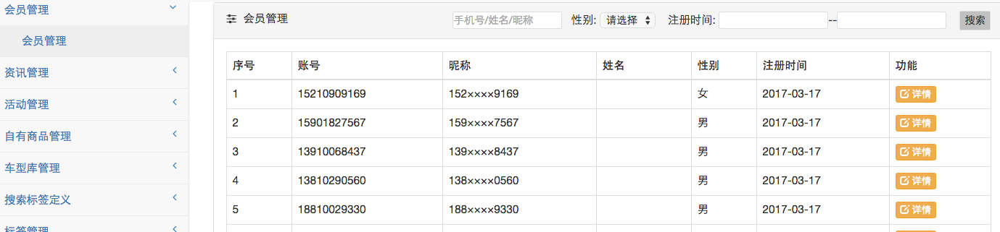 会员管理
会员管理
资讯管理
活动管理
自有商品管理
车型库管理
搜索标签定义
标签管理
会员管理 手机号/姓名/昵称 性别: 请选择 注册时间: -- 搜索
序号 账号 昵称 姓名 性别 注册时间 功能
1 15210909169 152××××9169 女 2017-03-17 详情
2 15901827567 159××××7567 男 2017-03-17 详情
3 13910068437 139××××8437 男 2017-03-17 详情
4 13810290560 138××××0560 男 2017-03-17 详情
5 18810029330 188××××9330 男 2017-03-17 详情